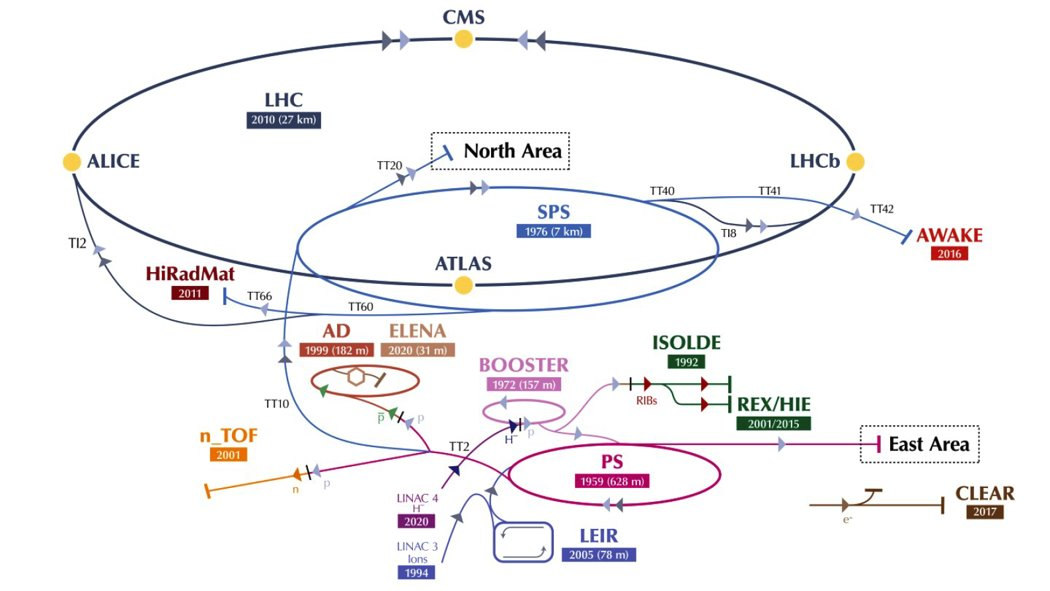 CMS
LHC
2010 (27 km)
ALICE
LHCb
TT20
North Area
SPS
1976 (7 km)
TT40
TT41
TT42
TI8
AWAKE
2016
TI2
ATLAS
HiRadMat
2011
TT66
TT60
AD
1999 (182 m)
ELENA
2020 (31 m)
ISOLDE
1992
BOOSTER
1972 (157 m)
RIBs
REX/HIE
2001/2015
TT10
p̅
p
H⁻
p
n_TOF
2001
n
p
TT2
PS
1959 (628 m)
East Area
LINAC 4
H⁻
2020
CLEAR
2017
e⁻
LINAC 3
Ions
1994
LEIR
2005 (78 m)